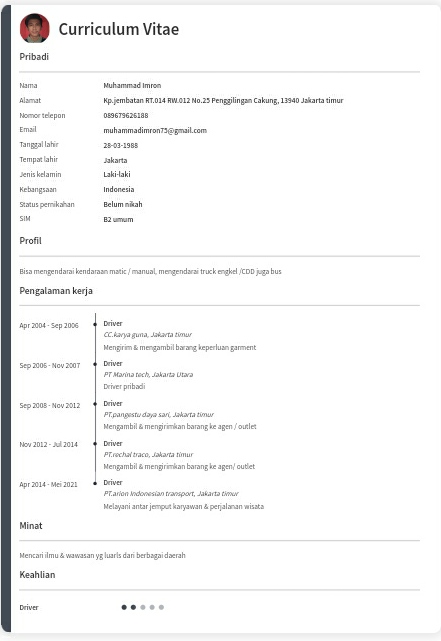 Curriculum Vitae
Pribadi
Nama Muhammad Imron
Alamat Kp.jembatan RT.014 RW.012 No.25 Penggilingan Cakung, 13940 Jakarta timur
Nomor telepon 089679626188
Email muhammadimron75@gmail.com
Tanggal lahir 28-03-1988
Tempat lahir Jakarta
Jenis kelamin Laki-laki
Kebangsaan Indonesia
Status pernikahan Belum nikah
SIM B2 umum
Profil
Bisa mengendarai kendaraan matic / manual, mengendarai truck engkel /COD juga bus
Pengalaman kerja
Apr 2004 - Sep 2006 Driver
CC.karya guna, Jakarta timur
Mengirim & mengambil barang keperluan garment
Sep 2006 - Nov 2007 Driver
PT Marina tech, Jakarta Utara
Driver pribadi
Sep 2008 - Nov 2012 Driver
PT.pangestu daya sari, Jakarta timur
Mengambil & mengirimkan barang ke agen / outlet
Nov 2012 - Jul 2014 Driver
PT.rechal traco, Jakarta timur
Mengambil & mengirimkan barang ke agen/ outlet
Apr 2014 - Mei 2021 Driver
PT.arion Indonesian transport, Jakarta timur
Melayani antar jemput karyawan & perjalanan wisata
Minat
Mencari ilmu & wawasan yg luarls dari berbagai daerah
Keahlian
Driver